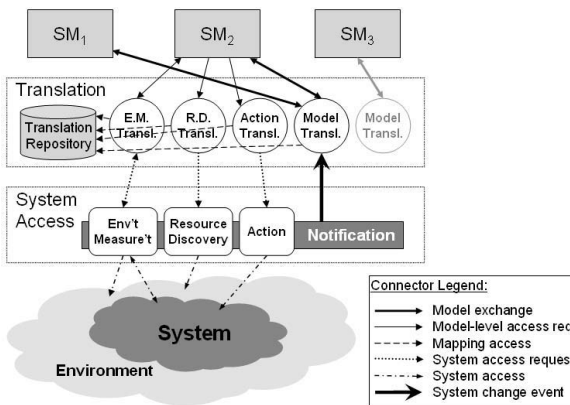 SM1
SM2
SM3
Translation
Translation
Repository
E.M.
Transl.
R.D.
Transl.
Action
Transl.
Model
Transl.
Model
Transl.
System
Access
Env't
Measure't
Resource
Discovery
Action
Notification
System
Environment
Connector Legend:
Model exchange
Model-level access req
Mapping access
System access reques
System access
System change event